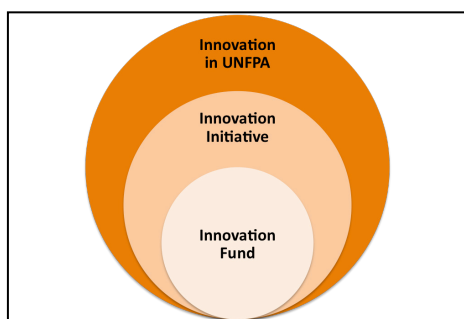 Innovation
in UNFPA
Innovation
Initiative
Innovation
Fund